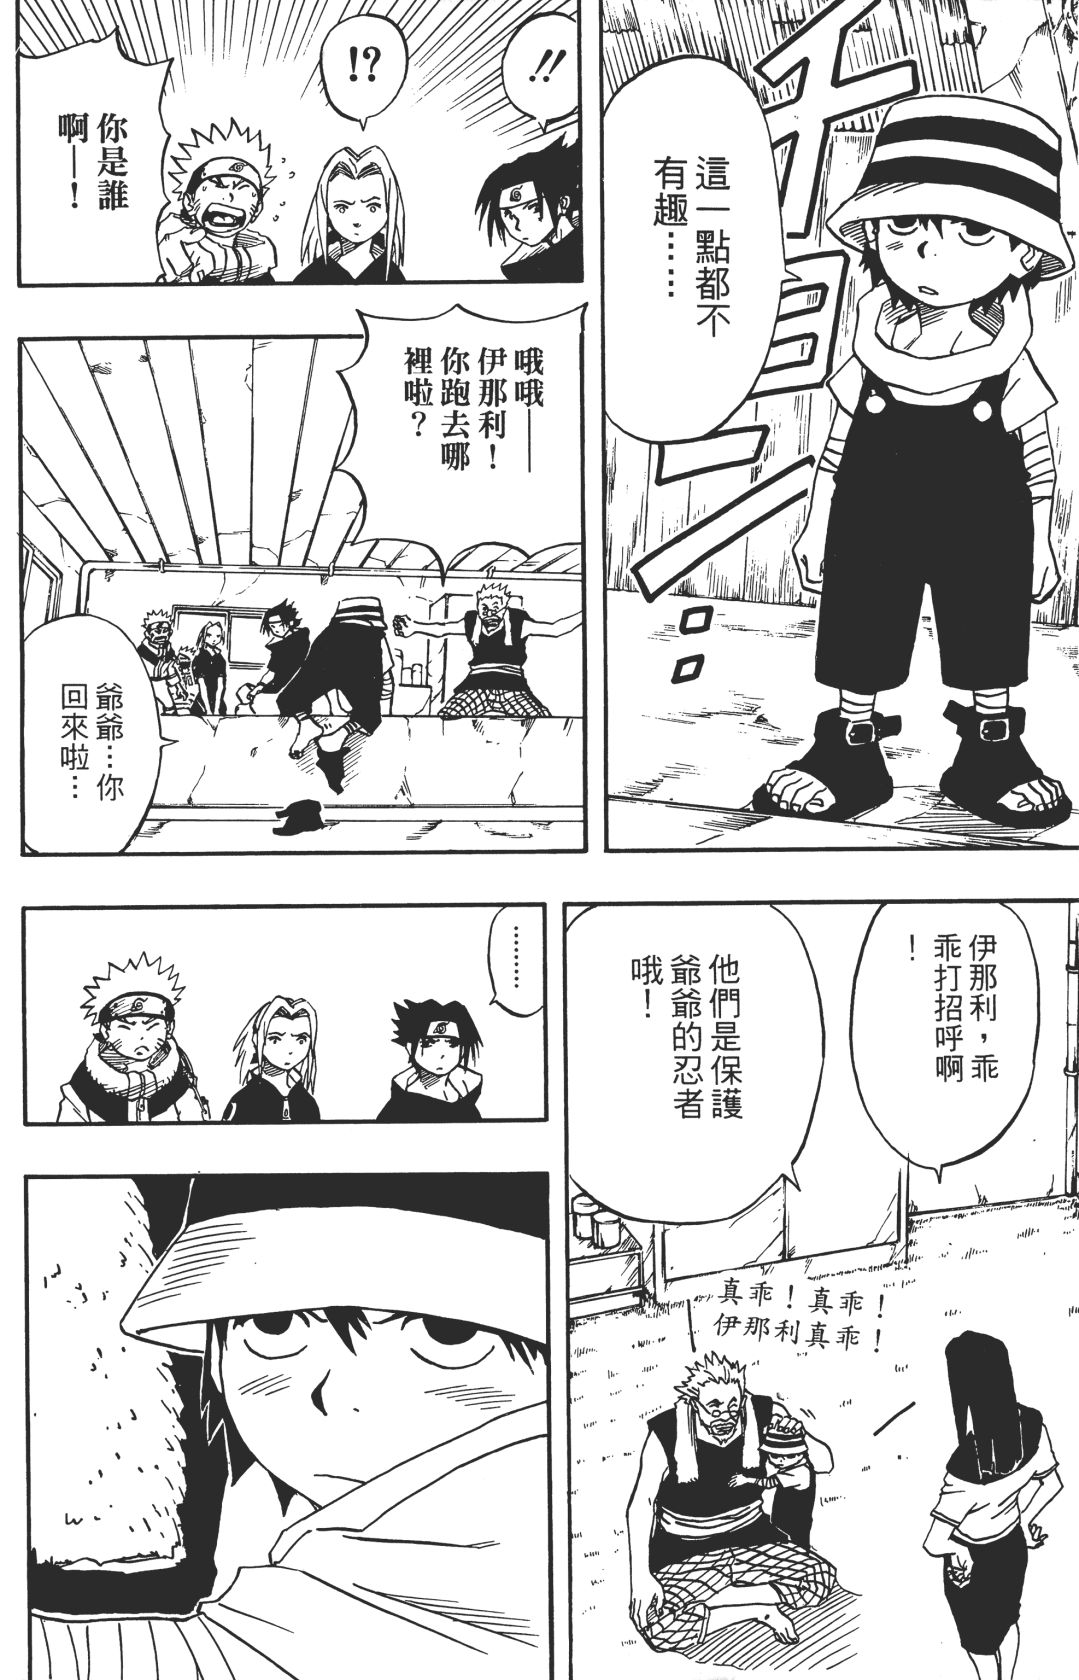 這一點都不
有趣……
!!
!?
你是誰
啊—!
哦哦——
伊那利!
你跑去哪
裡啦?
爺爺…你
回來啦…
伊那利,乖
乖打招呼啊
!
他們是保護
爺爺的忍者
哦!
真乖!真乖!
伊那利真乖!
………